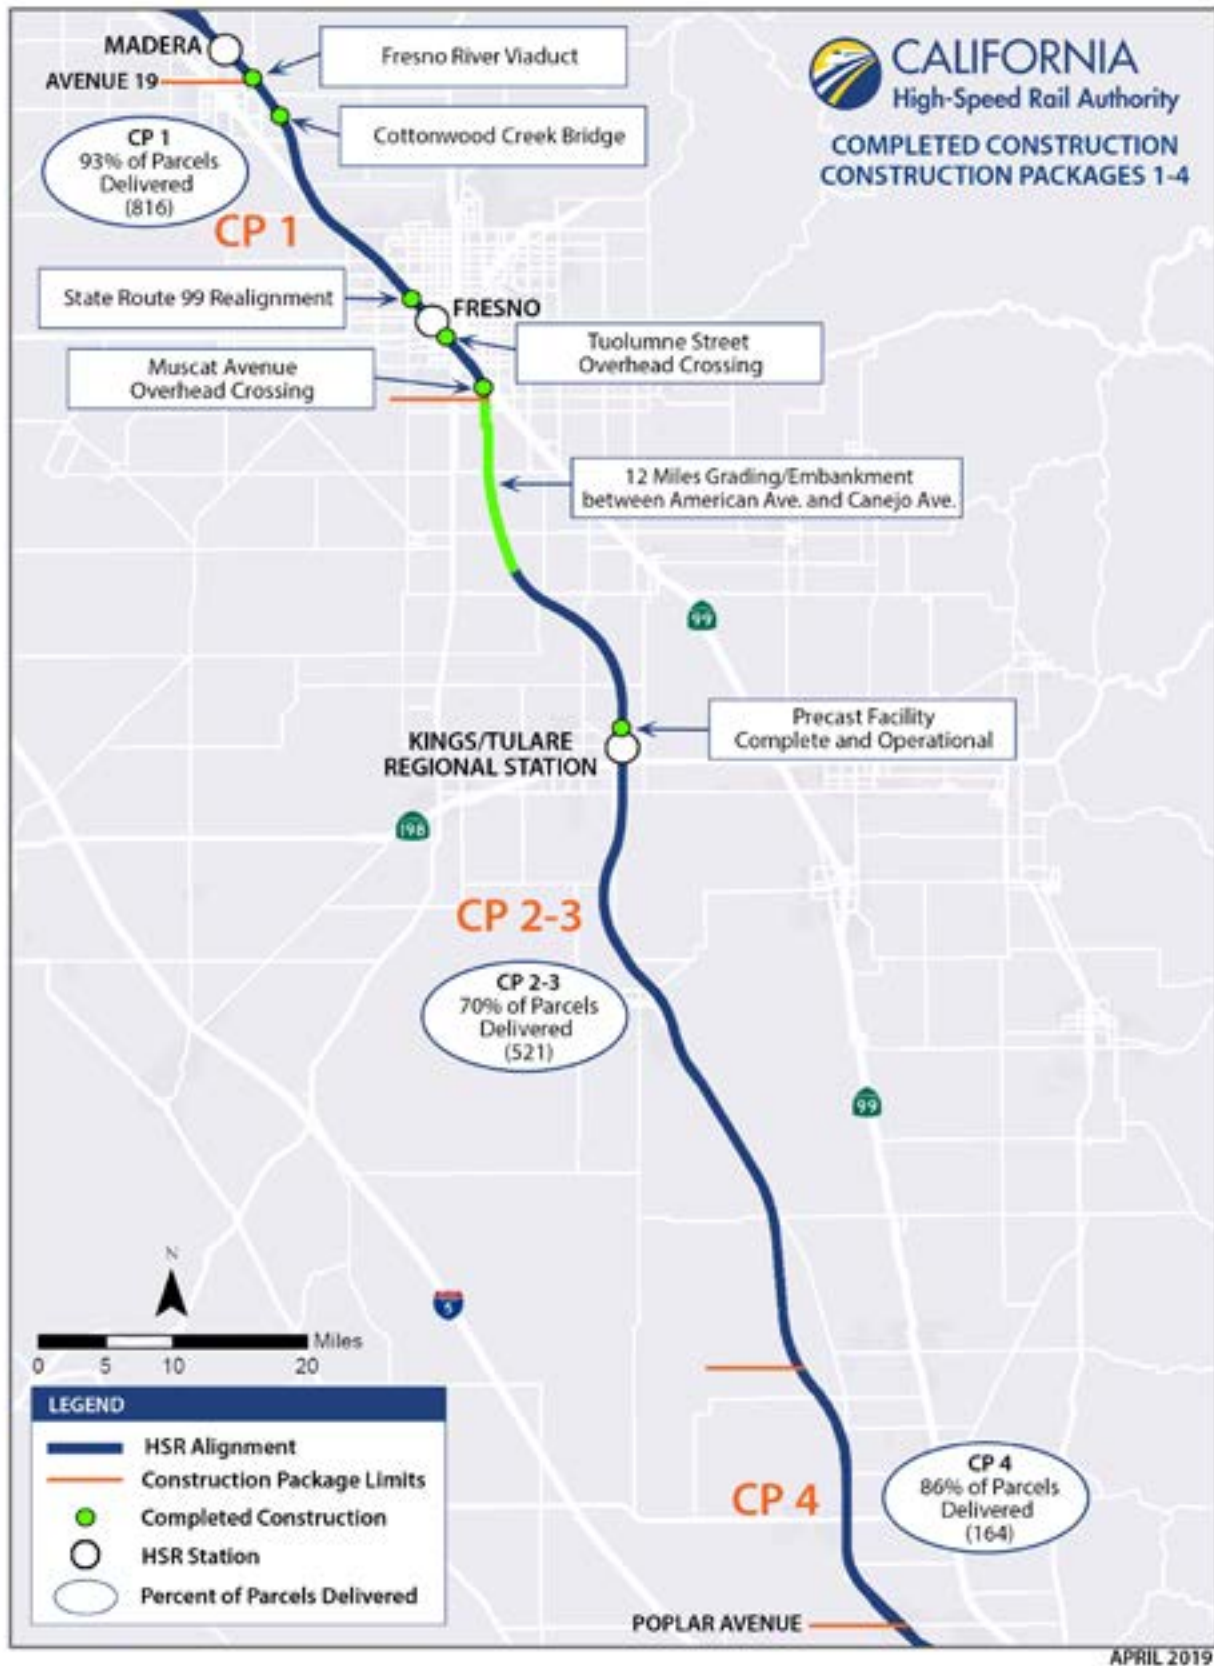 MADERA
AVENUE 19
Fresno River Viaduct
Cottonwood Creek Bridge
CALIFORNIA
High-Speed Rail Authority
COMPLETED CONSTRUCTION
CONSTRUCTION PACKAGES 1-4
CP 1
93% of Parcels
Delivered
(816)
CP 1
State Route 99 Realignment
FRESNO
Tuolumne Street
Overhead Crossing
Muscat Avenue
Overhead Crossing
12 Miles Grading/Embankment
between American Ave. and Canejo Ave.
99
Precast Facility
Complete and Operational
KINGS/TULARE
REGIONAL STATION
198
CP 2-3
CP 2-3
70% of Parcels
Delivered
(521)
99
N
5
Miles
0 5 10 20
LEGEND
HSR Alignment
Construction Package Limits
Completed Construction
HSR Station
Percent of Parcels Delivered
CP 4
CP 4
86% of Parcels
Delivered
(164)
POPLAR AVENUE
APRIL 2019